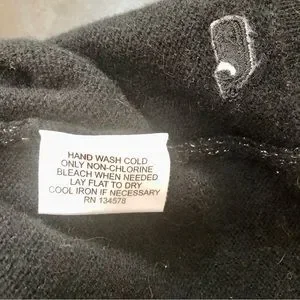 HAND WASH COLD
ONLY NON-CHLORINE
BLEACH WHEN NEEDED
LAY FLAT TO DRY
COOL IRON IF NECESSARY
RN 134578